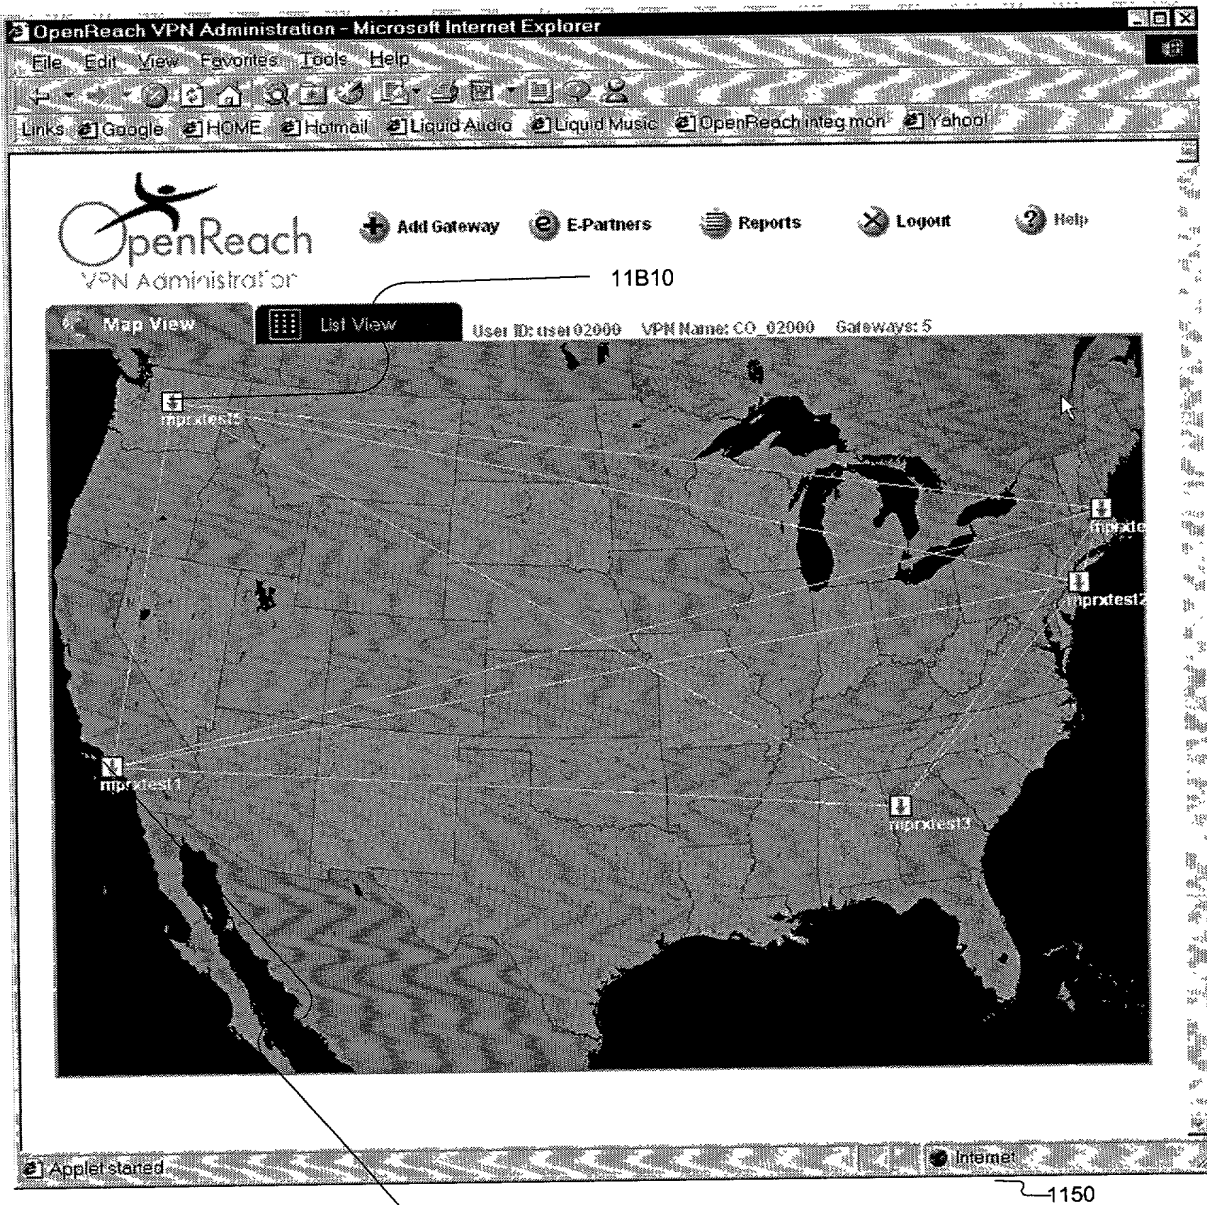 OpenReach VPN Administration - Microsoft Internet Explorer
File Edit View Favorites Tools Help
Links Google HOME Hotmail Liquid Audio Liquid Music OpenReach integ mon Yahoo!
OpenReach
VPN Administration
Add Gateway E-Partners Reports Logout Help
11B10
Map View List View User ID: user02000 VPN Name: CO_02000 Gateways: 5
mprxtest5
mprxte
mprxtest2
mprxtest1
mprxtest3
Applet started Internet
1150